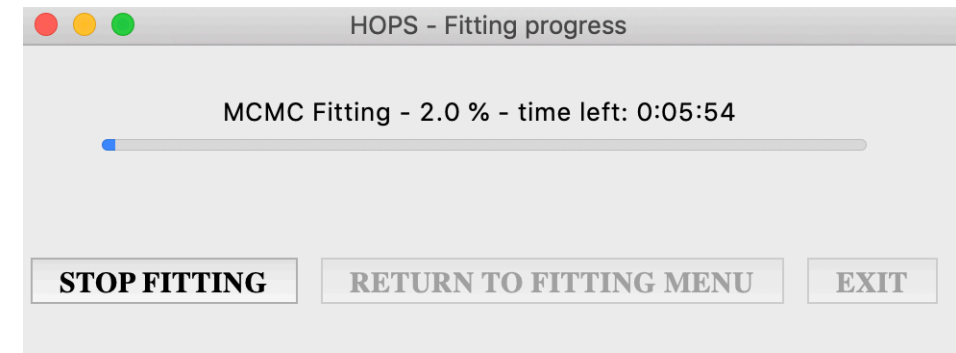 HOPS - Fitting progress
MCMC Fitting - 2.0 % - time left: 0:05:54
STOP FITTING RETURN TO FITTING MENU EXIT